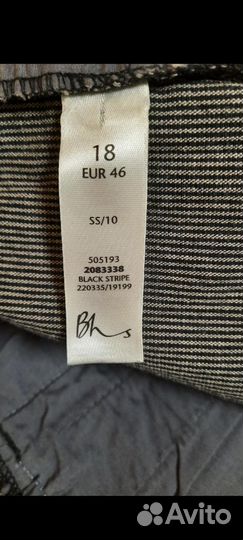 18
EUR 46
SS/10
505193
2083338
BLACK STRIPE
220335/19199
Bhs
Avito